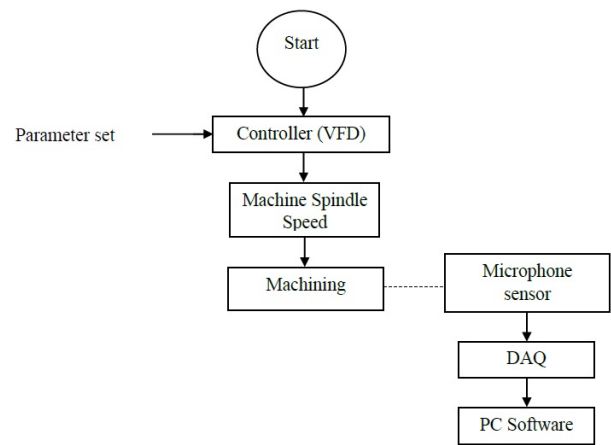 Start
Parameter set
Controller (VFD)
Machine Spindle
Speed
Machining
Microphone
sensor
DAQ
PC Software